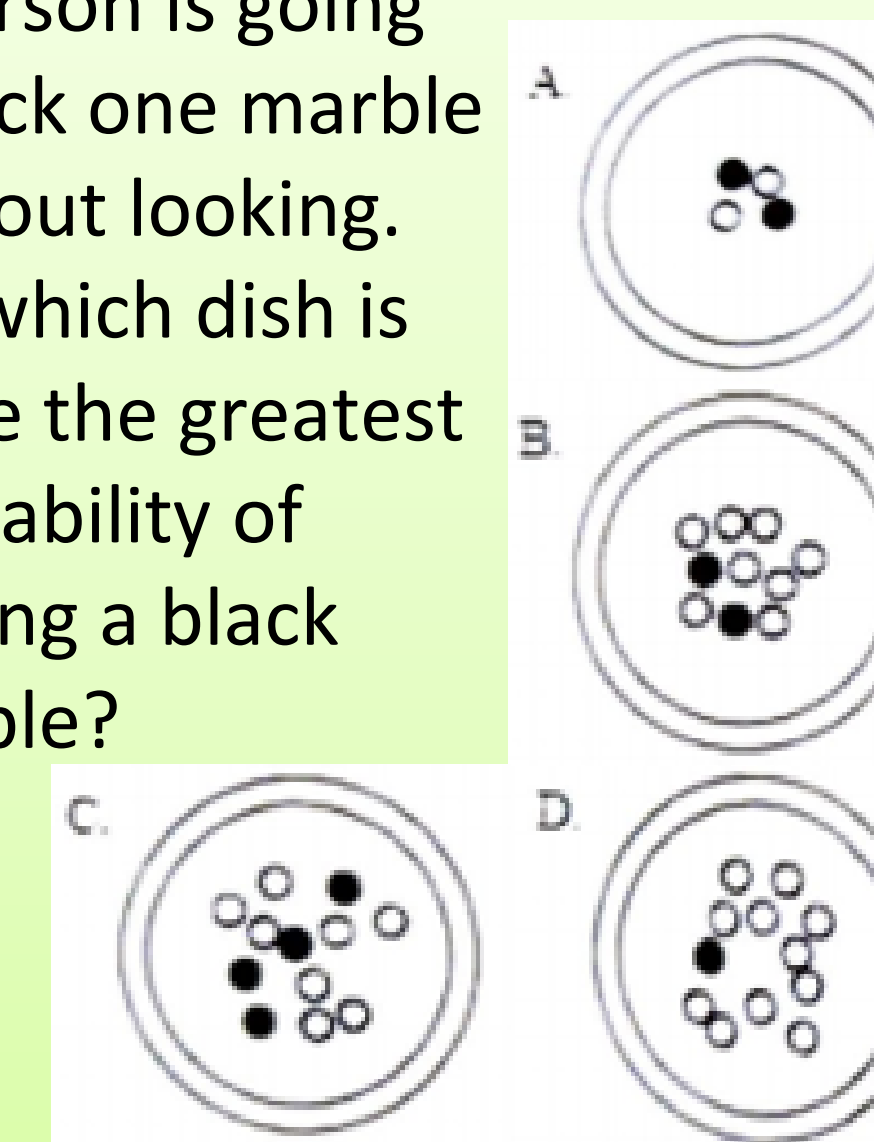 rson is going
ck one marble
out looking.
which dish is
e the greatest
ability of
ng a black
ble?
A.
B.
C.
D.